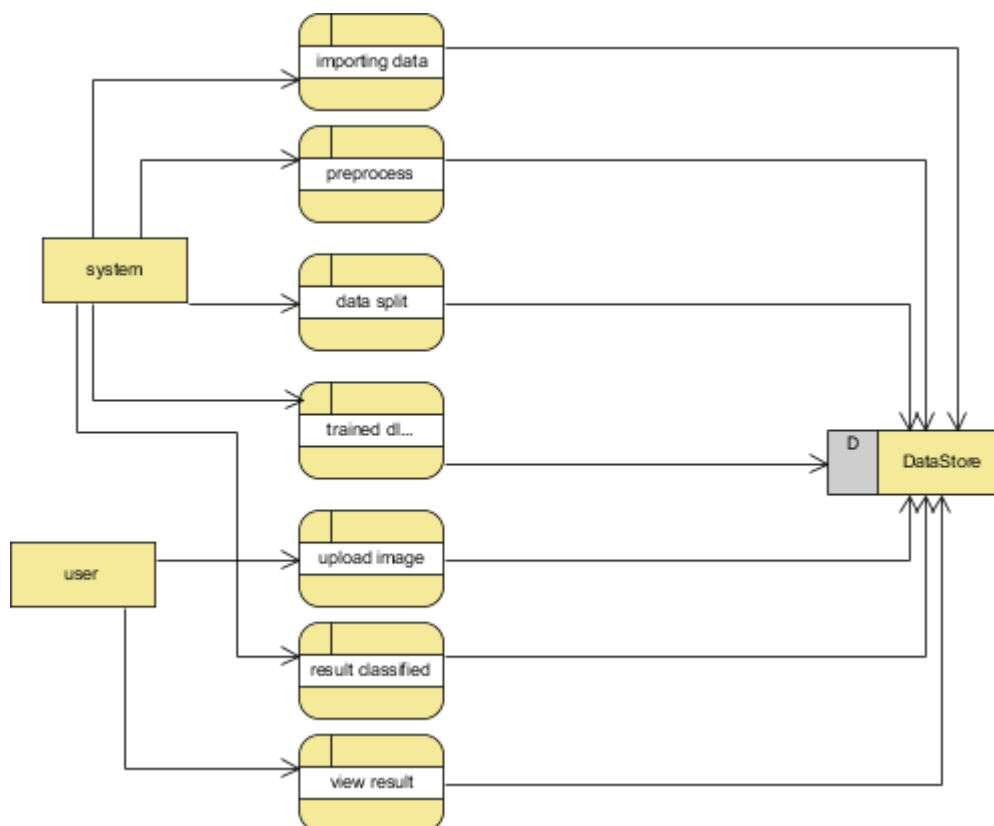 importing data
preprocess
system
data split
trained dl...
D
DataStore
upload image
user
result classified
view result